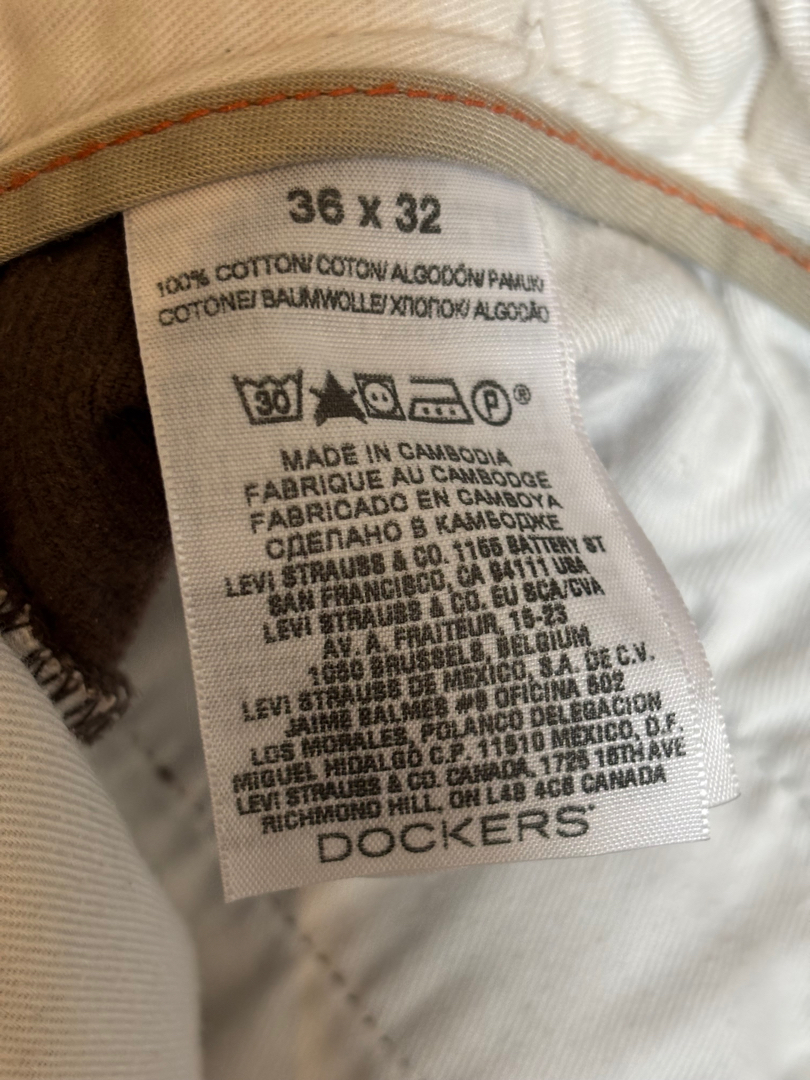 36 X 32
100% COTTON/ COTON/ ALGODÓN/ PAMUK/
COTONE/ BAUMWOLLE/ ХЛОПОК/ ALGODÃO
30 P ®
MADE IN CAMBODIA
FABRIQUE AU CAMBODGE
FABRICADO EN CAMBOYA
СДЕЛАНО В КАМБОДЖЕ
LEVI STRAUSS & CO. 1155 BATTERY ST
SAN FRANCISCO, CA 94111 USA
LEVI STRAUSS & CO. EU SCA/CVA
AV. A. FRAITEUR, 15-23
1050 BRUSSELS, BELGIUM
LEVI STRAUSS DE MEXICO, S.A. DE C.V.
JAIME BALMES #8 OFICINA 602
LOS MORALES, POLANCO DELEGACION
MIGUEL HIDALGO C.P. 11510 MEXICO, D.F.
LEVI STRAUSS & CO. CANADA, 1725 16TH AVE
RICHMOND HILL, ON L4B 4C6 CANADA
DOCKERS